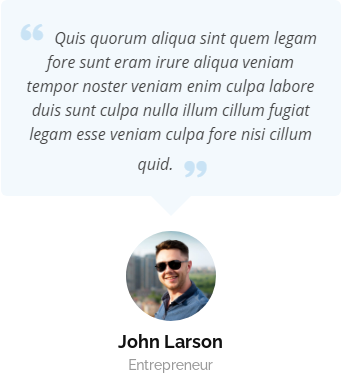 “ Quis quorum aliqua sint quem legam
fore sunt eram irure aliqua veniam
tempor noster veniam enim culpa labore
duis sunt culpa nulla illum cillum fugiat
legam esse veniam culpa fore nisi cillum
quid. ”
John Larson
Entrepreneur